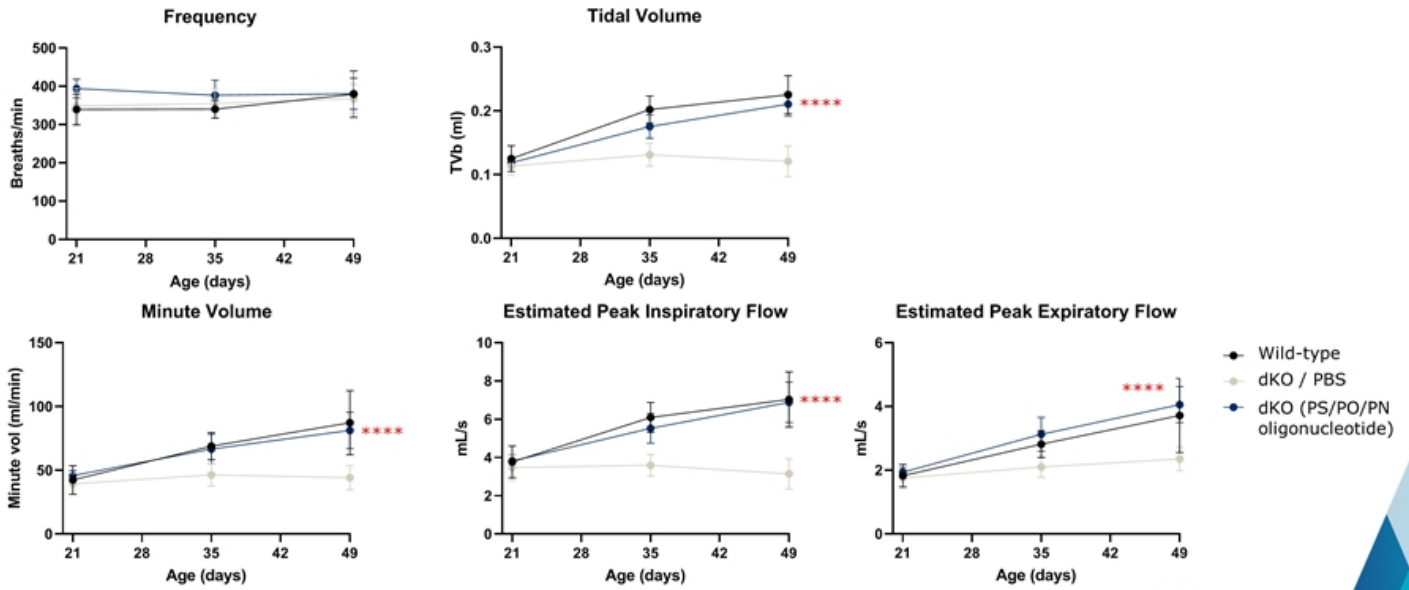 Frequency
500
400
300
200
100
0
Breaths/min
21 28 35 42 49
Age (days)
Tidal Volume
0.3
0.2
0.1
0.0
TVb (ml)
****
21 28 35 42 49
Age (days)
Minute Volume
150
100
50
0
Minute vol (ml/min)
****
21 28 35 42 49
Age (days)
Estimated Peak Inspiratory Flow
10
8
6
4
2
0
mL/s
****
21 28 35 42 49
Age (days)
Estimated Peak Expiratory Flow
6
4
2
0
mL/s
****
21 28 35 42 49
Age (days)
Wild-type
dKO / PBS
dKO (PS/PO/PN
oligonucleotide)